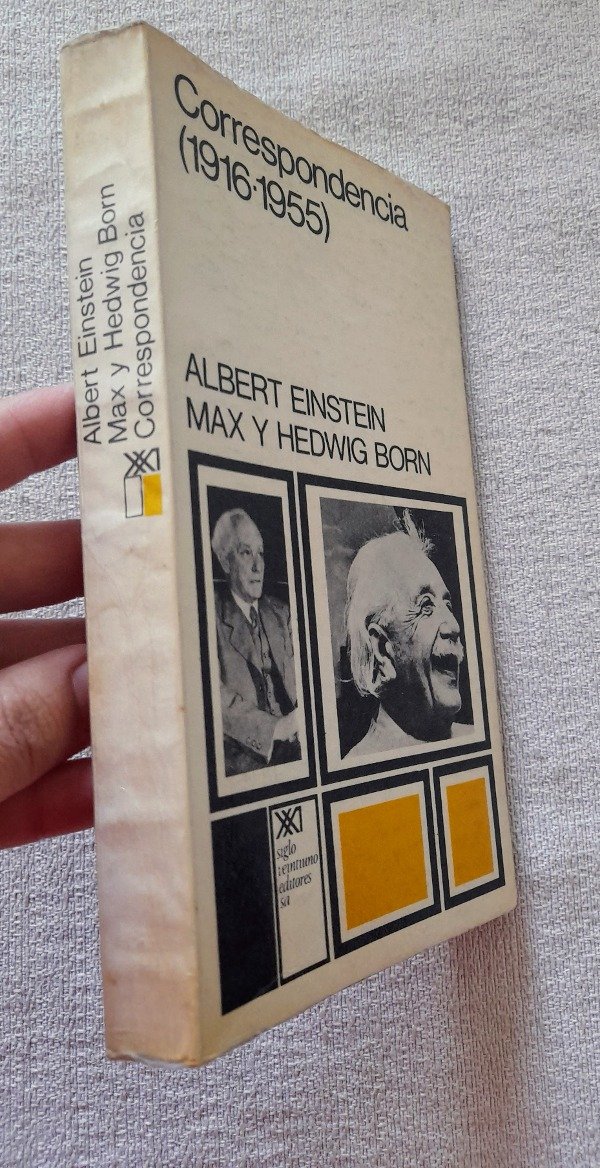 Correspondencia
(1916-1955)
ALBERT EINSTEIN
MAX Y HEDWIG BORN
XXI
siglo
veintiuno
editores
sa
Albert Einstein
Max y Hedwig Born
Correspondencia
XXI